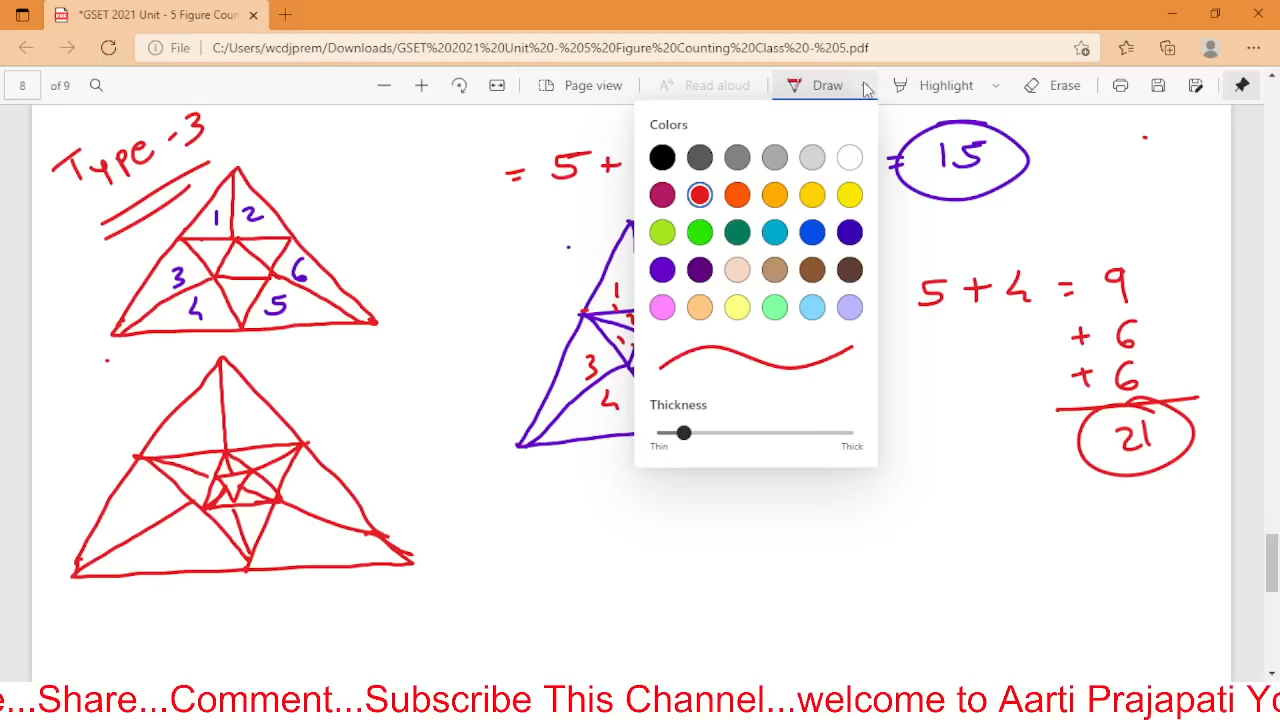 *GSET 2021 Unit - 5 Figure Coun
File C:/Users/wcdjprem/Downloads/GSET%202021%20Unit%20-%205%20Figure%20Counting%20Class%20-%205.pdf
8 of 9 Page view Read aloud Draw Highlight Erase
Type-3
= 5 +
= 15
Colors
1 2
3 6
4 5
1
3
4
5 + 4 = 9
+ 6
+ 6
21
Thickness
Thin Thick
...Share...Comment...Subscribe This Channel...welcome to Aarti Prajapati